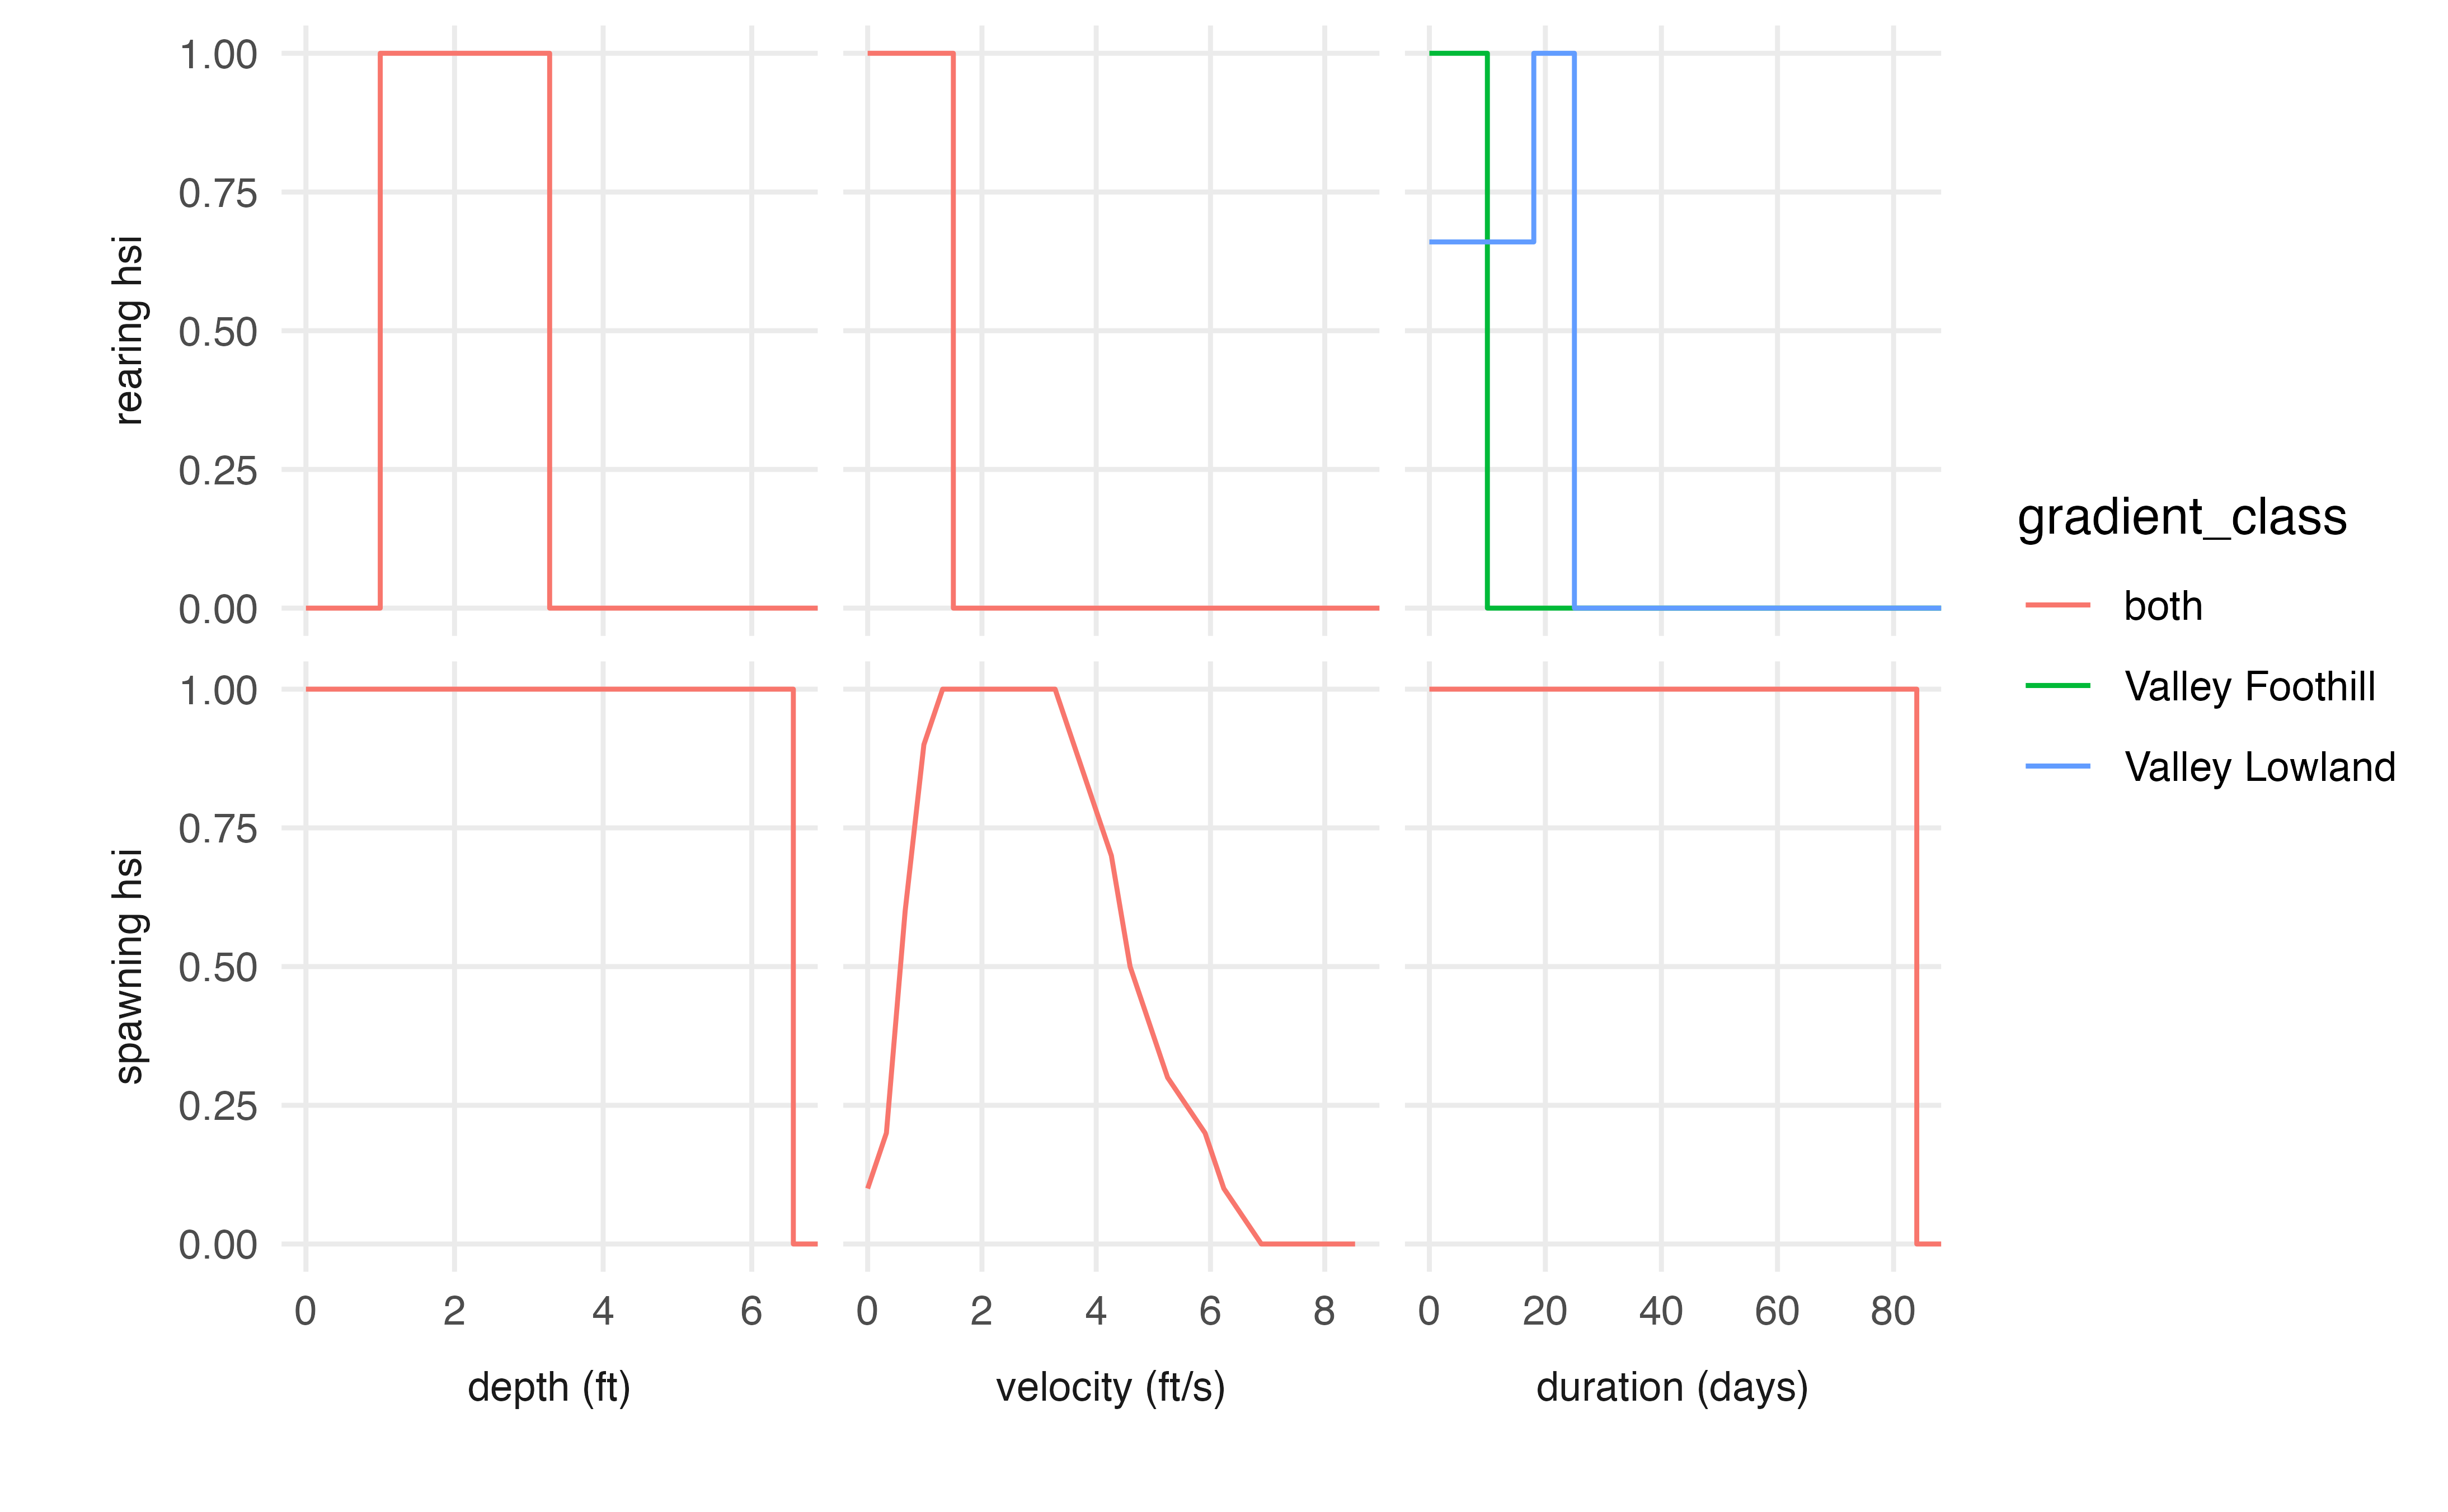 rearing hsi
1.00
0.75
0.50
0.25
0.00
spawning hsi
1.00
0.75
0.50
0.25
0.00
0 2 4 6
0 2 4 6 8
0 20 40 60 80
depth (ft)
velocity (ft/s)
duration (days)
gradient_class
both
Valley Foothill
Valley Lowland